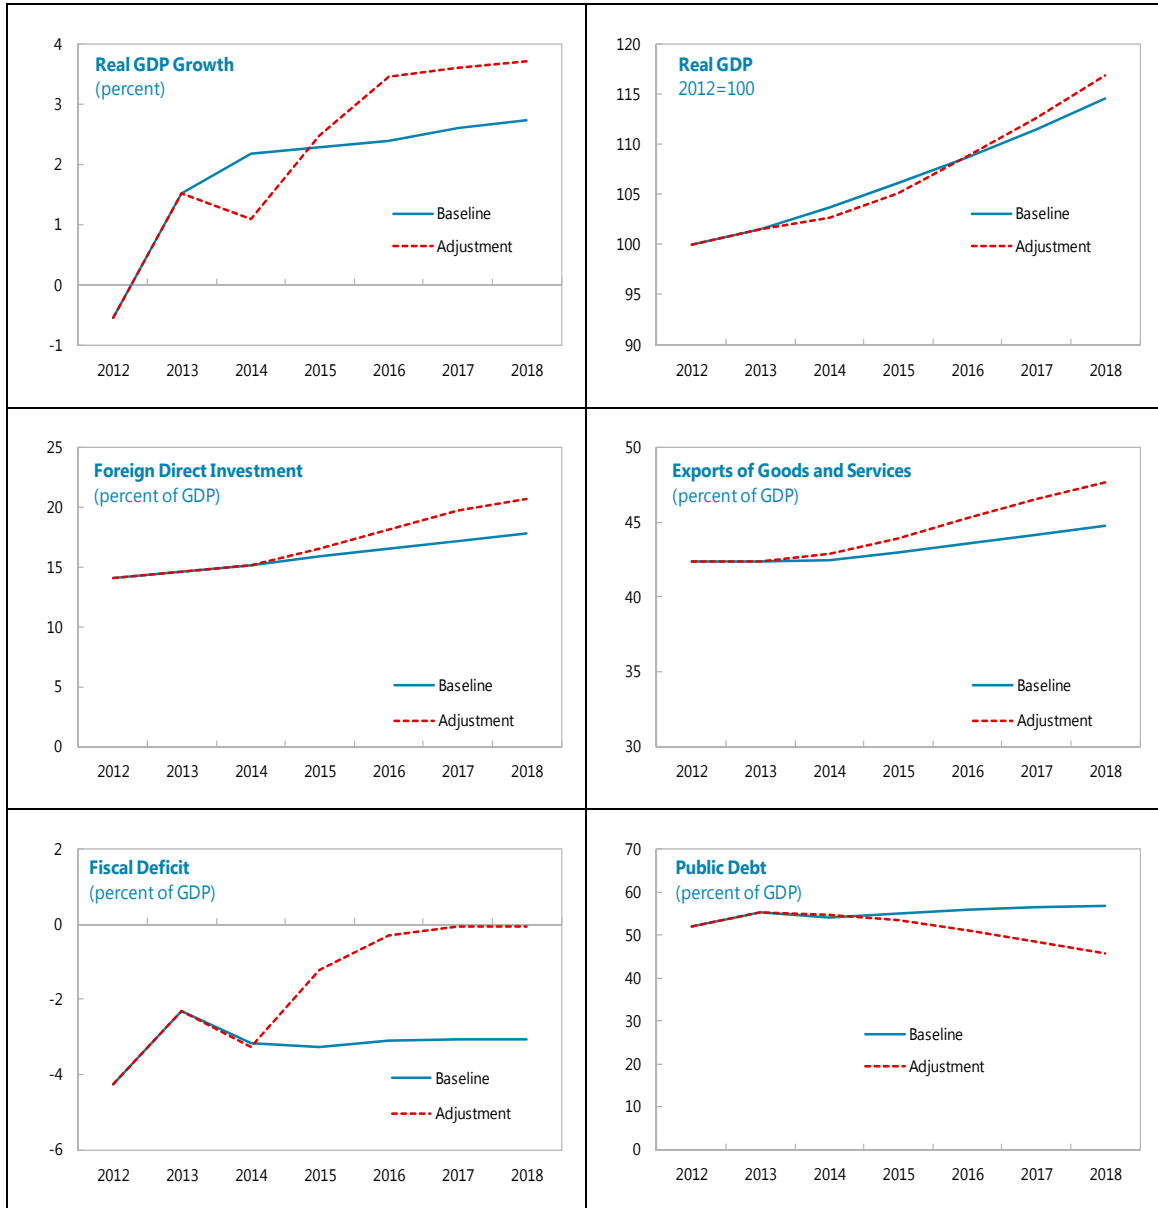 Real GDP Growth
(percent)
4
3
2
1
0
-1
Baseline
Adjustment
2012 2013 2014 2015 2016 2017 2018
Real GDP
2012=100
120
115
110
105
100
95
90
Baseline
Adjustment
2012 2013 2014 2015 2016 2017 2018
Foreign Direct Investment
(percent of GDP)
25
20
15
10
5
0
Baseline
Adjustment
2012 2013 2014 2015 2016 2017 2018
Exports of Goods and Services
(percent of GDP)
50
45
40
35
30
Baseline
Adjustment
2012 2013 2014 2015 2016 2017 2018
Fiscal Deficit
(percent of GDP)
2
0
-2
-4
-6
Baseline
Adjustment
2012 2013 2014 2015 2016 2017 2018
Public Debt
(percent of GDP)
70
60
50
40
30
20
10
0
Baseline
Adjustment
2012 2013 2014 2015 2016 2017 2018